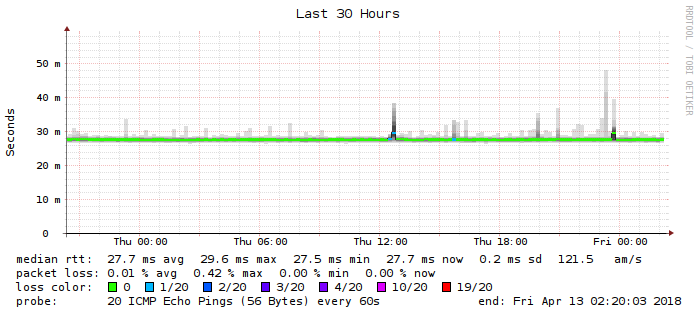 Last 30 Hours
RRDTOOL / TOBI OETIKER
Seconds
50 m
40 m
30 m
20 m
10 m
0
Thu 00:00 Thu 06:00 Thu 12:00 Thu 18:00 Fri 00:00
median rtt: 27.7 ms avg 29.6 ms max 27.5 ms min 27.7 ms now 0.2 ms sd 121.5 am/s
packet loss: 0.01 % avg 0.42 % max 0.00 % min 0.00 % now
loss color: 0 1/20 2/20 3/20 4/20 10/20 19/20
probe: 20 ICMP Echo Pings (56 Bytes) every 60s end: Fri Apr 13 02:20:03 2018